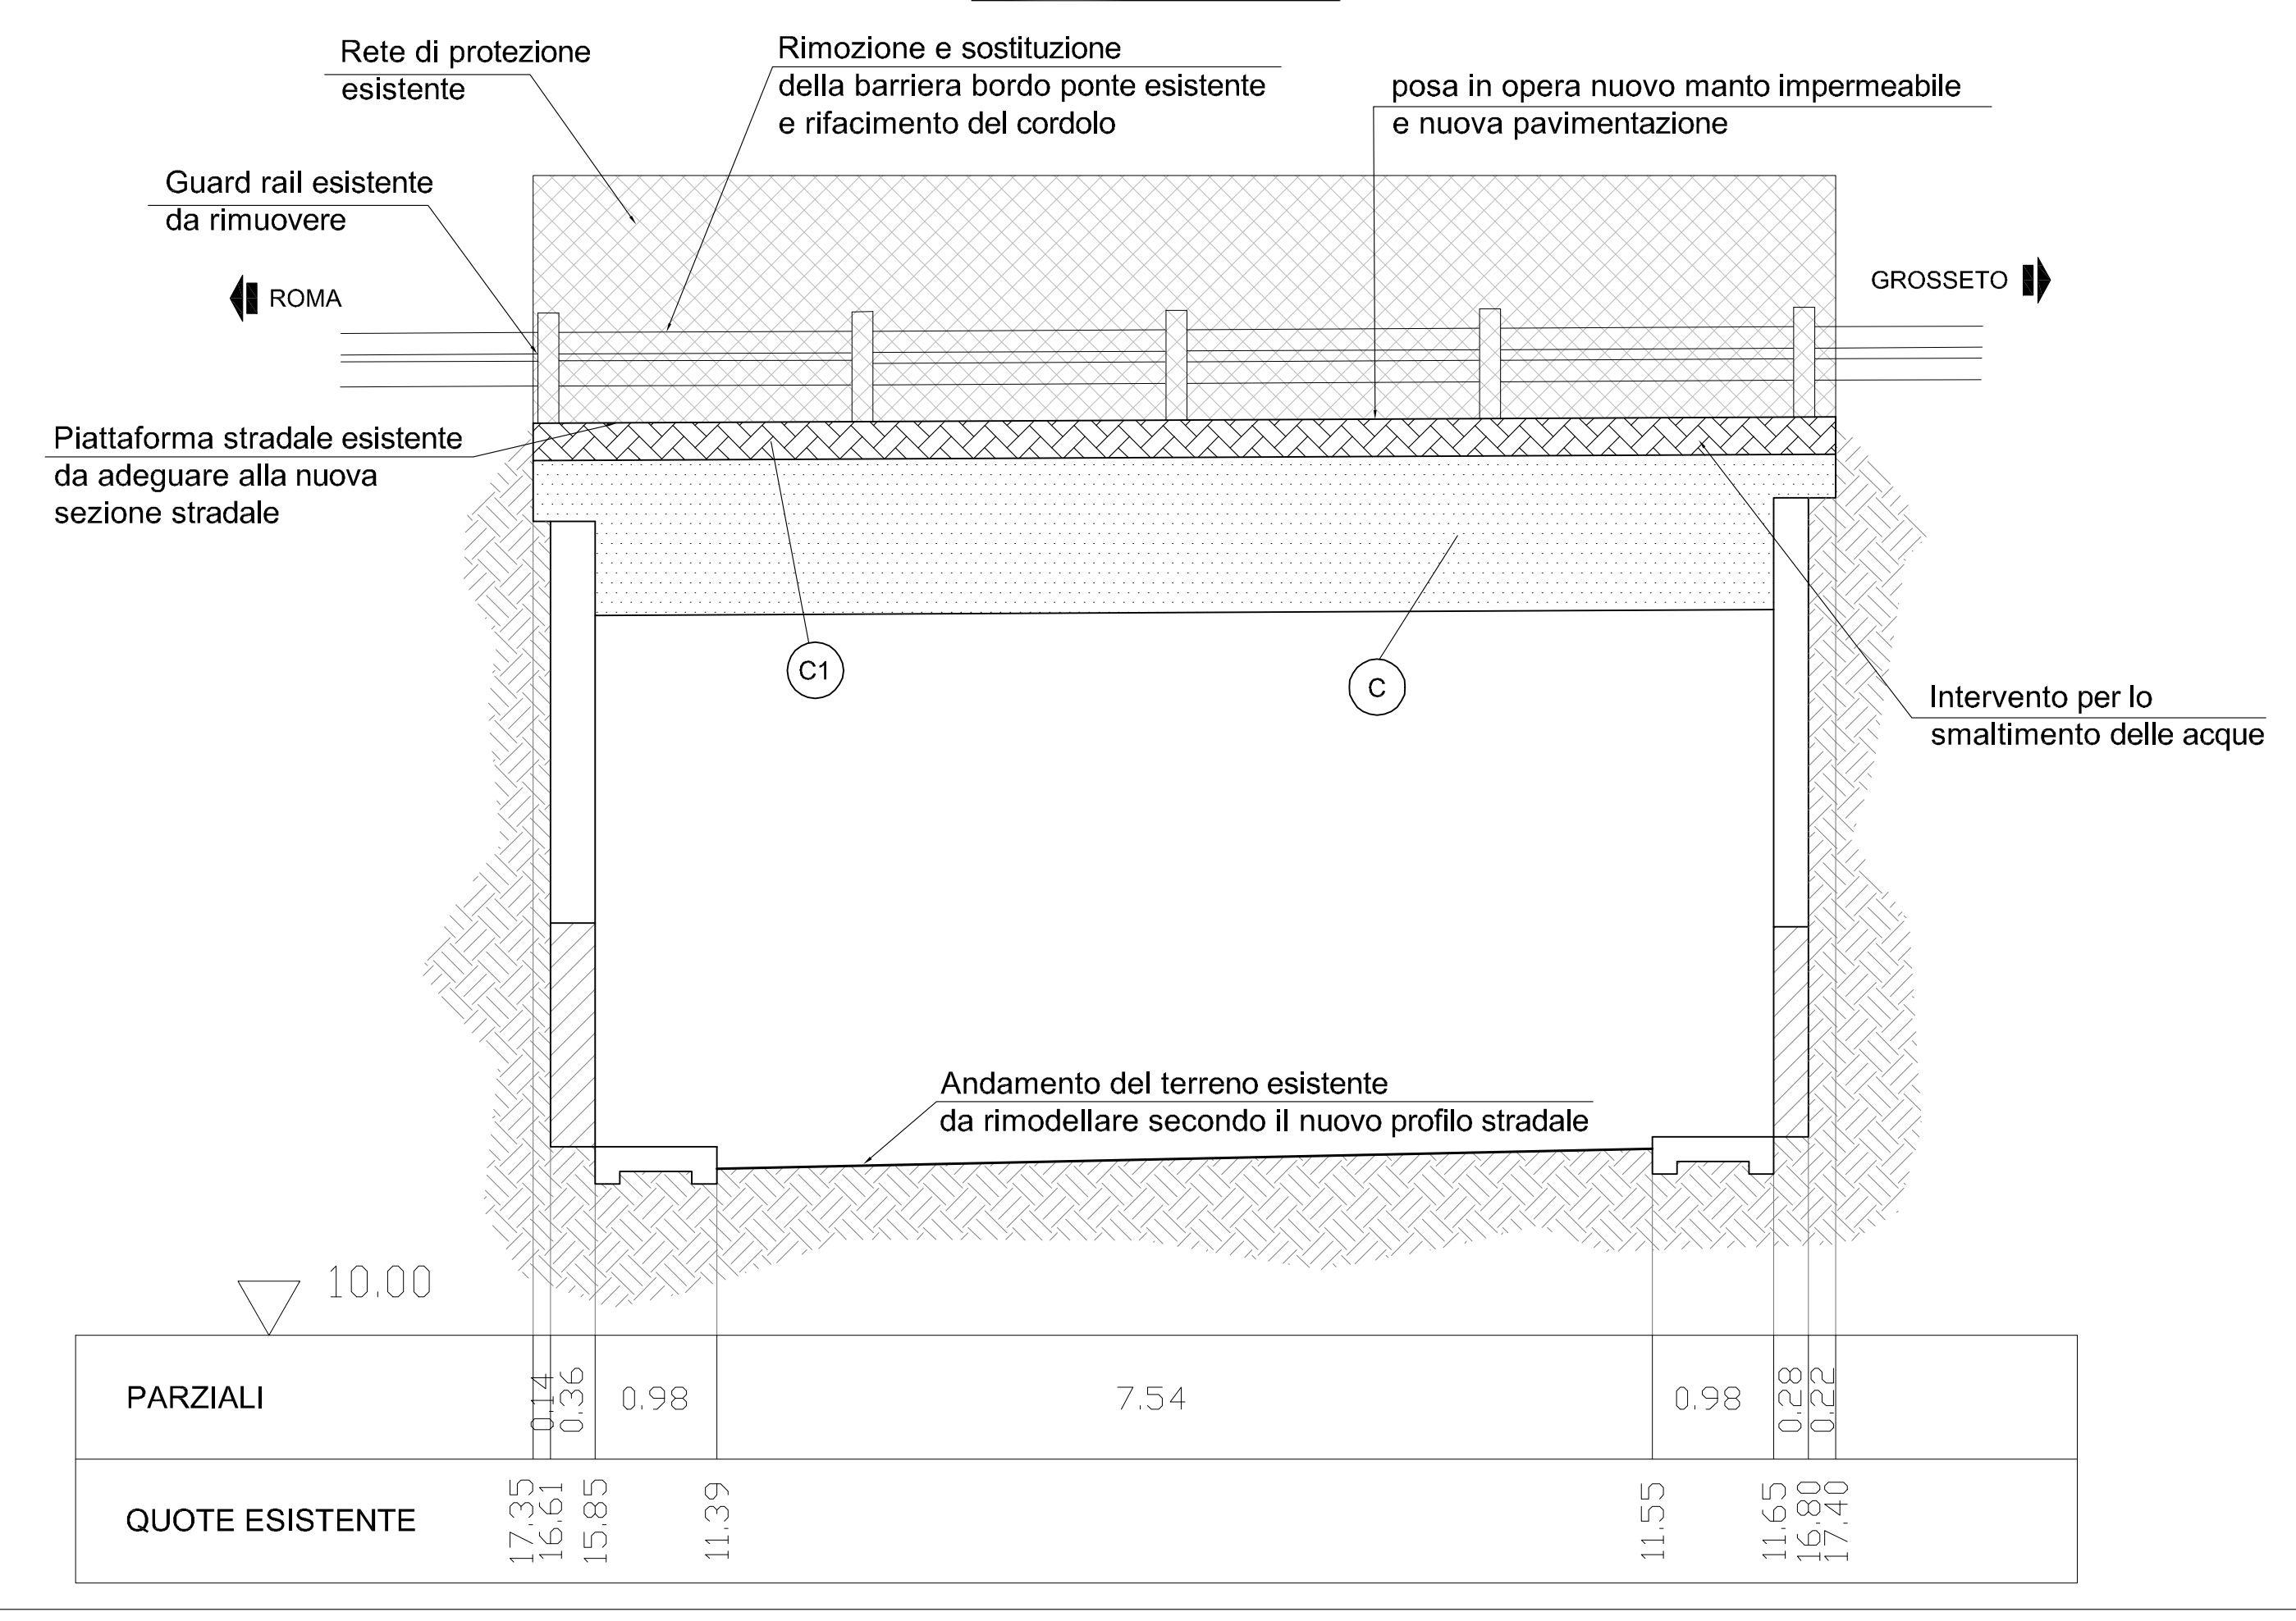 Rete di protezione
esistente
Rimozione e sostituzione
della barriera bordo ponte esistente
e rifacimento del cordolo
posa in opera nuovo manto impermeabile
e nuova pavimentazione
Guard rail esistente
da rimuovere
ROMA
GROSSETO
Piattaforma stradale esistente
da adeguare alla nuova
sezione stradale
C1
C
Intervento per lo
smaltimento delle acque
Andamento del terreno esistente
da rimodellare secondo il nuovo profilo stradale
10.00
PARZIALI
0.14
0.36
0.98
7.54
0.98
0.28
0.22
QUOTE ESISTENTE
17.35
16.61
15.85
11.39
11.55
11.65
16.80
17.40